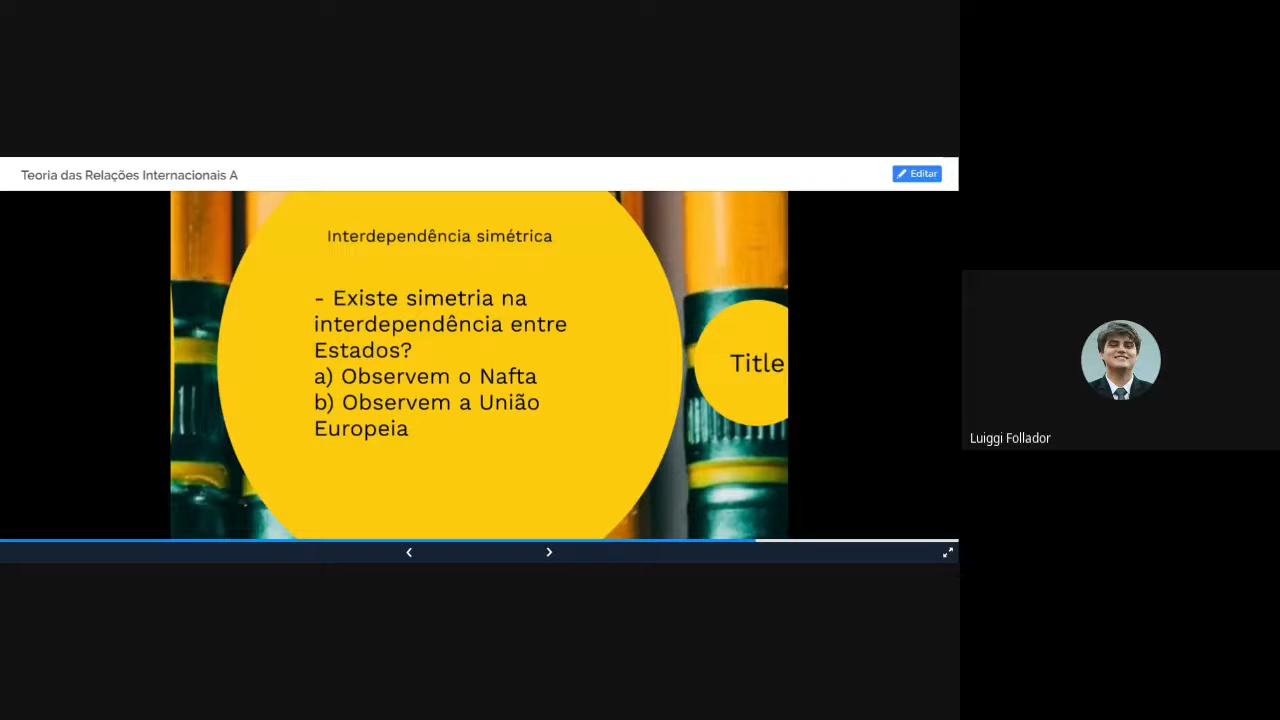 Teoria das Relações Internacionais A
Editar
Interdependência simétrica
- Existe simetria na
interdependência entre
Estados?
a) Observem o Nafta
b) Observem a União
Europeia
Title
Luiggi Follador